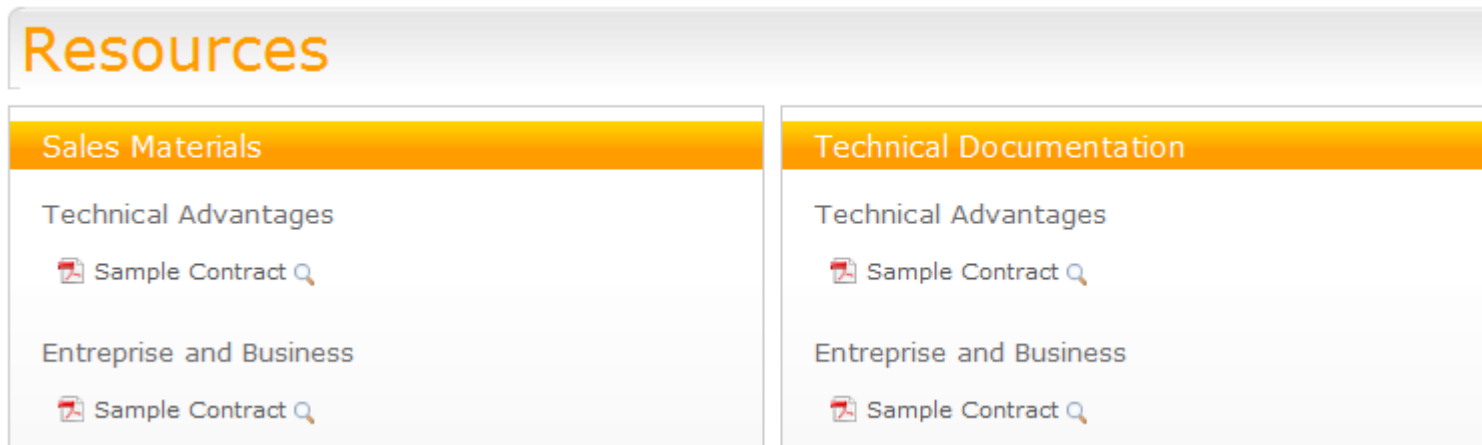 Resources
Sales Materials
Technical Advantages
Sample Contract
Entreprise and Business
Sample Contract
Technical Documentation
Technical Advantages
Sample Contract
Entreprise and Business
Sample Contract